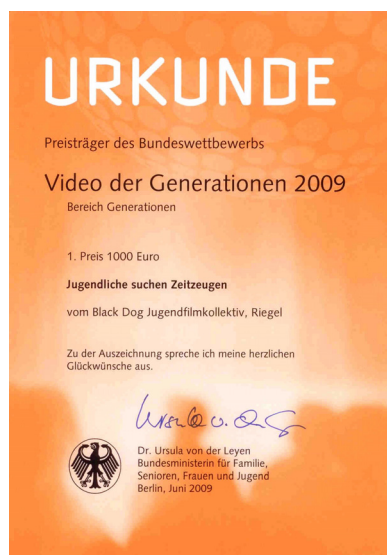 URKUNDE
Preisträger des Bundeswettbewerbs
Video der Generationen 2009
Bereich Generationen
1. Preis 1000 Euro
Jugendliche suchen Zeitzeugen
vom Black Dog Jugendfilmkollektiv, Riegel
Zu der Auszeichnung spreche ich meine herzlichen
Glückwünsche aus.
Dr. Ursula von der Leyen
Bundesministerin für Familie,
Senioren, Frauen und Jugend
Berlin, Juni 2009